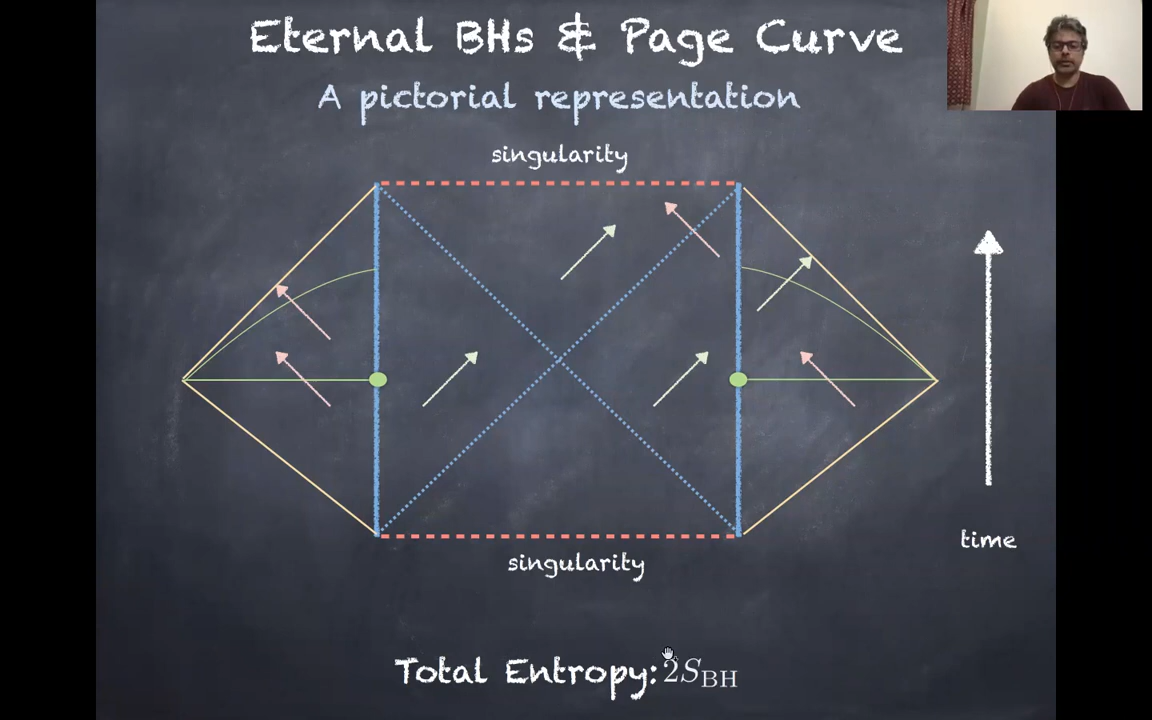 Eternal BHs & Page Curve
A pictorial representation
singularity
time
singularity
Total Entropy: 2S_BH